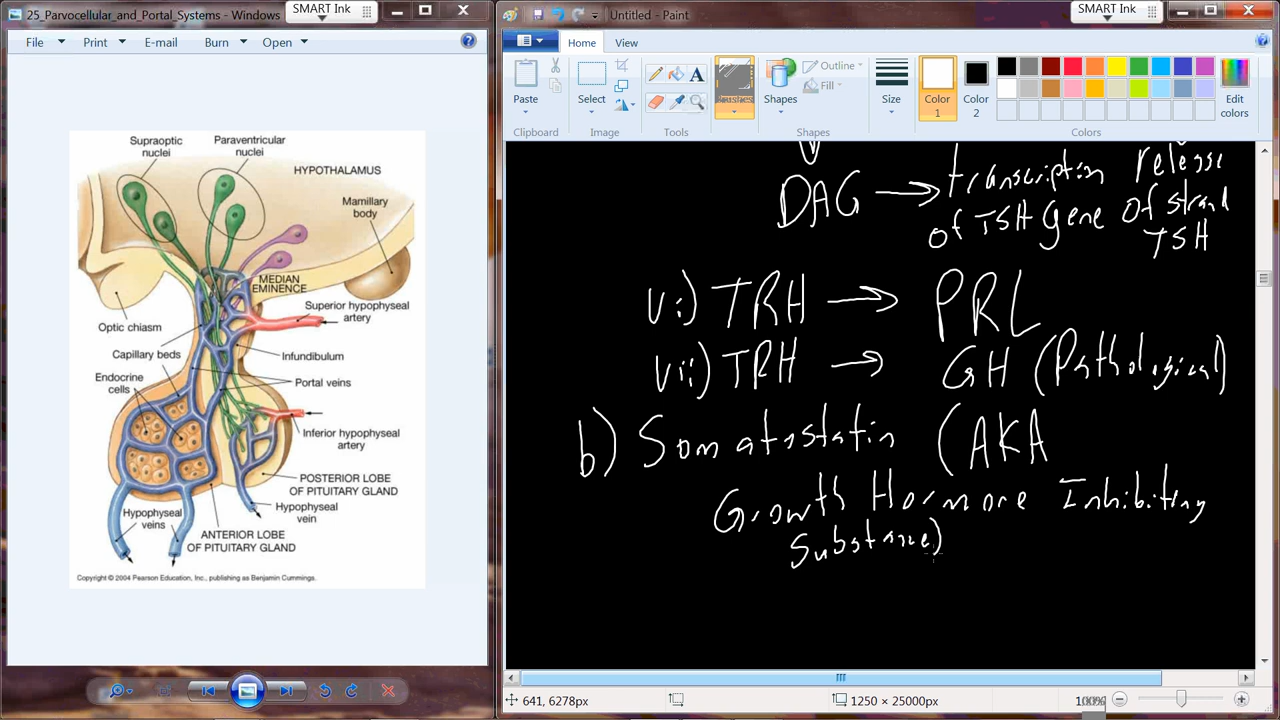 25_Parvocellular_and_Portal_Systems - Windows
SMART Ink
File Print E-mail Burn Open
Supraoptic
nuclei
Paraventricular
nuclei
HYPOTHALAMUS
Mamillary
body
MEDIAN
EMINENCE
Superior hypophyseal
artery
Optic chiasm
Capillary beds
Infundibulum
Endocrine
cells
Portal veins
Inferior hypophyseal
artery
POSTERIOR LOBE
OF PITUITARY GLAND
Hypophyseal
vein
Hypophyseal
veins
ANTERIOR LOBE
OF PITUITARY GLAND
Copyright © 2004 Pearson Education, Inc., publishing as Benjamin Cummings.
Untitled - Paint
SMART Ink
Home View
Paste
Select
Brushes
Shapes
Outline
Fill
Size
Color
1
Color
2
Edit
colors
Clipboard Image Tools Shapes Colors
DAG → transcription release
of TSH Gene of stored
TSH
vi) TRH → PRL
vii) TRH → GH (Pathological)
b) Somatostatin (AKA
Growth Hormone Inhibiting
Substance)
641, 6278px
1250 × 25000px
100%